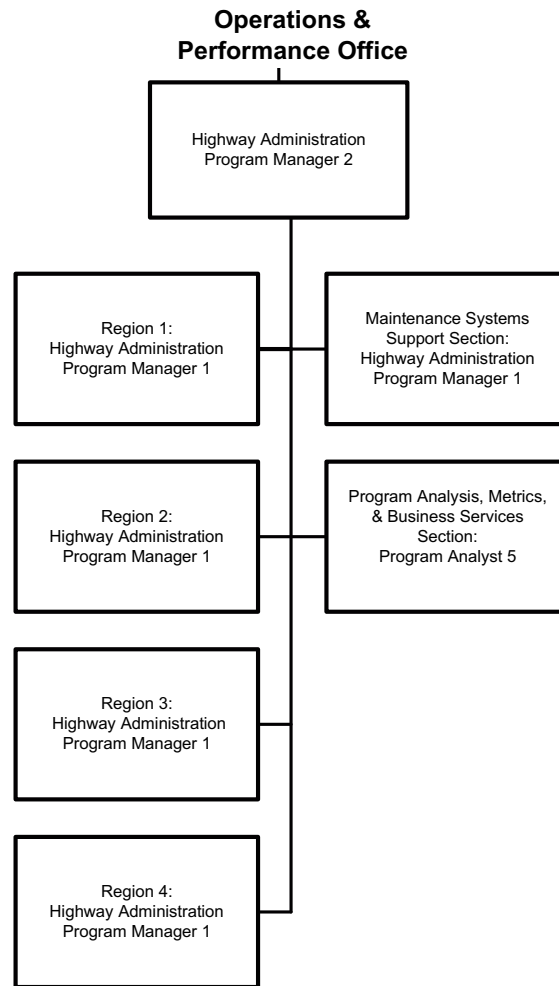 Operations &
Performance Office
Highway Administration
Program Manager 2
Region 1:
Highway Administration
Program Manager 1
Maintenance Systems
Support Section:
Highway Administration
Program Manager 1
Region 2:
Highway Administration
Program Manager 1
Program Analysis, Metrics,
& Business Services
Section:
Program Analyst 5
Region 3:
Highway Administration
Program Manager 1
Region 4:
Highway Administration
Program Manager 1